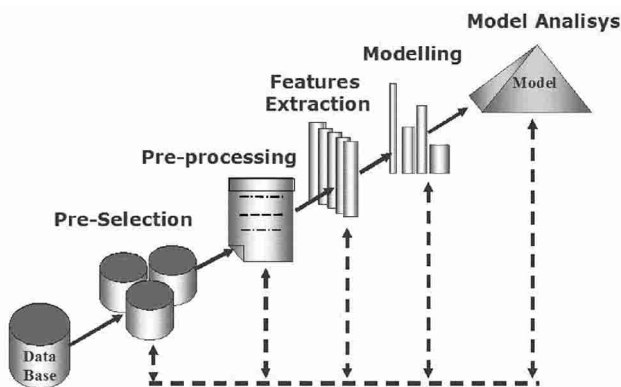 Model Analisys
Modelling
Model
Features
Extraction
Pre-processing
Pre-Selection
Data
Base